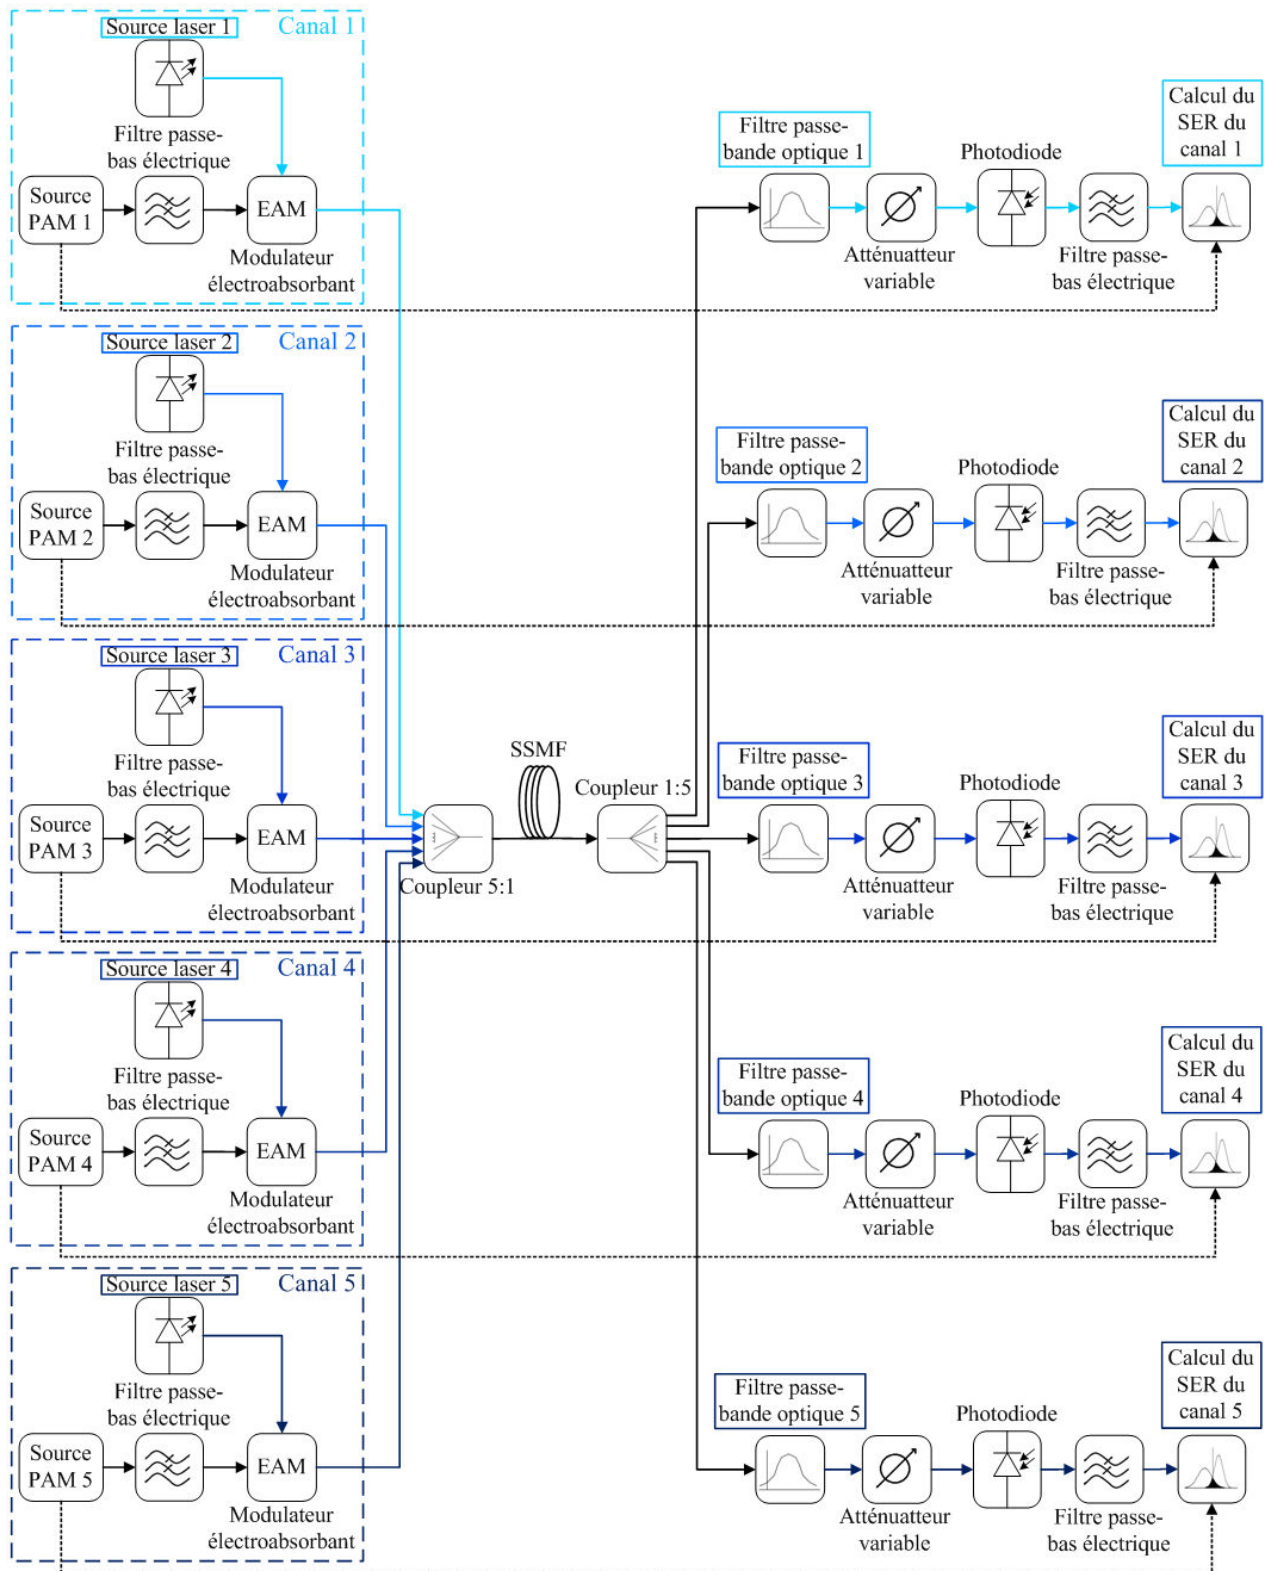 Source laser 1
Canal 1
Filtre passe-
bas électrique
Source
PAM 1
EAM
Modulateur
électroabsorbant
Filtre passe-
bande optique 1
Atténuatteur
variable
Photodiode
Filtre passe-
bas électrique
Calcul du
SER du
canal 1
Source laser 2
Canal 2
Filtre passe-
bas électrique
Source
PAM 2
EAM
Modulateur
électroabsorbant
Filtre passe-
bande optique 2
Atténuatteur
variable
Photodiode
Filtre passe-
bas électrique
Calcul du
SER du
canal 2
Source laser 3
Canal 3
Filtre passe-
bas électrique
Source
PAM 3
EAM
Modulateur
électroabsorbant
Coupleur 5:1
SSMF
Coupleur 1:5
Filtre passe-
bande optique 3
Atténuatteur
variable
Photodiode
Filtre passe-
bas électrique
Calcul du
SER du
canal 3
Source laser 4
Canal 4
Filtre passe-
bas électrique
Source
PAM 4
EAM
Modulateur
électroabsorbant
Filtre passe-
bande optique 4
Atténuatteur
variable
Photodiode
Filtre passe-
bas électrique
Calcul du
SER du
canal 4
Source laser 5
Canal 5
Filtre passe-
bas électrique
Source
PAM 5
EAM
Modulateur
électroabsorbant
Filtre passe-
bande optique 5
Atténuatteur
variable
Photodiode
Filtre passe-
bas électrique
Calcul du
SER du
canal 5